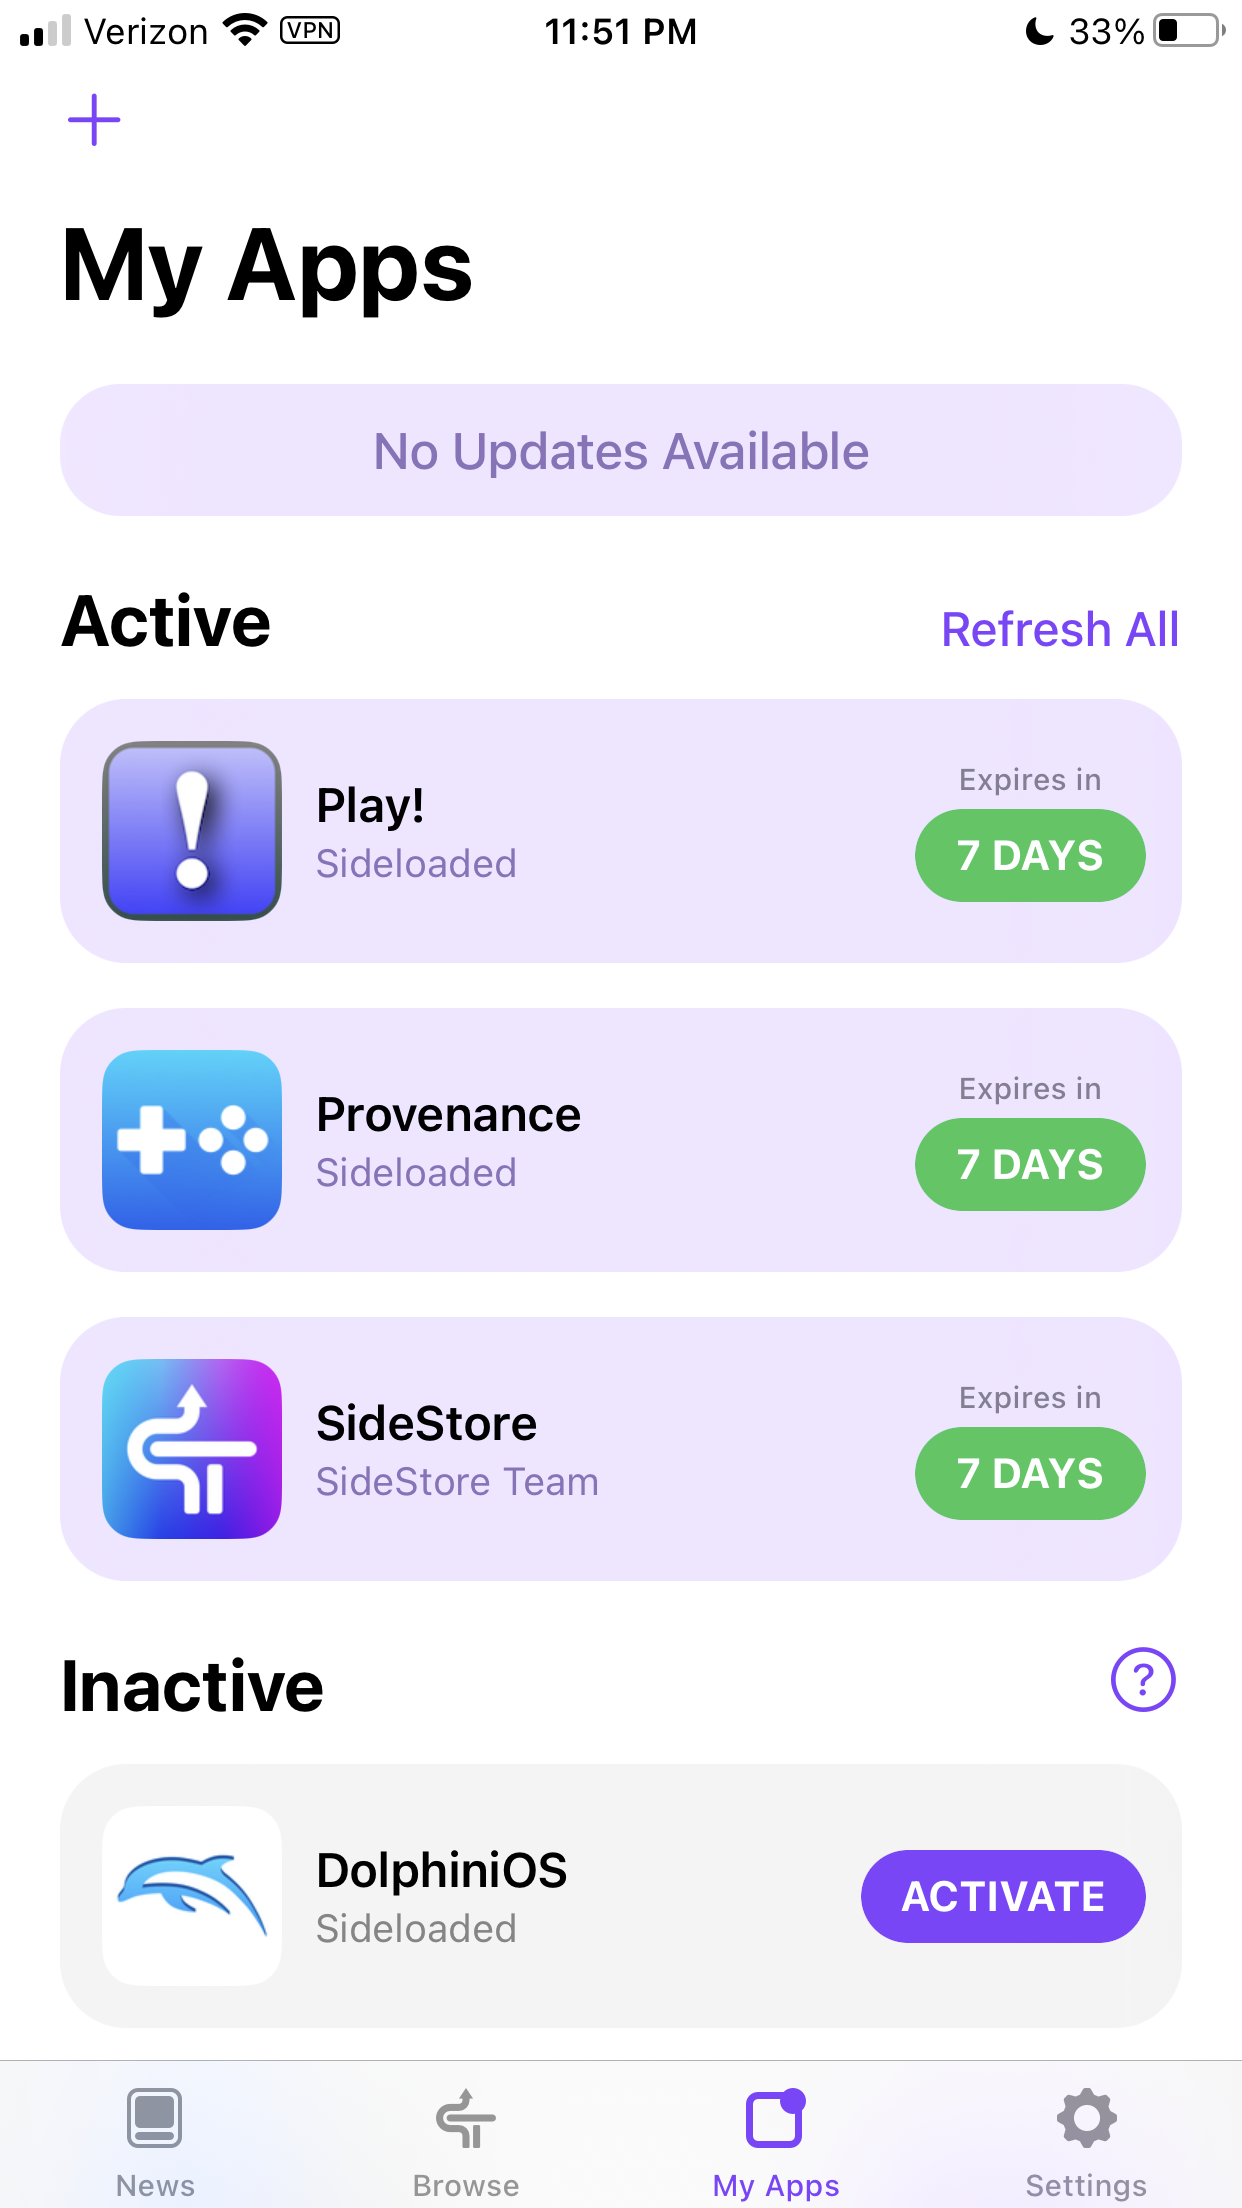 Verizon VPN 11:51 PM 33%
My Apps
No Updates Available
Active Refresh All
Play!
Sideloaded
Expires in
7 DAYS
Provenance
Sideloaded
Expires in
7 DAYS
SideStore
SideStore Team
Expires in
7 DAYS
Inactive ?
DolphiniOS
Sideloaded
ACTIVATE
News Browse My Apps Settings